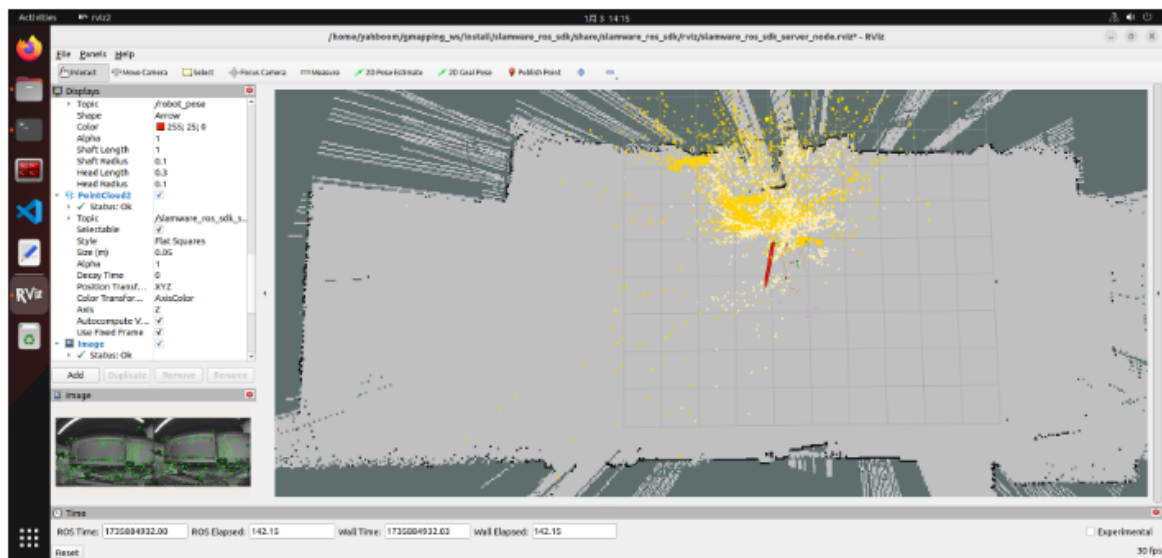 Activities rviz2 1月 3 14:15
/home/yahboom/gmapping_ws/install/slamware_ros_sdk/share/slamware_ros_sdk/rviz/slamware_ros_sdk_server_node.rviz* - RViz
File Panels Help
Interact Move Camera Select Focus Camera Measure 2D Pose Estimate 2D Goal Pose Publish Point
Displays
Topic /robot_pose
Shape Arrow
Color 255; 25; 0
Alpha 1
Shaft Length 1
Shaft Radius 0.1
Head Length 0.3
Head Radius 0.1
PointCloud2
Status: Ok
Topic /slamware_ros_sdk_s...
Selectable
Style Flat Squares
Size (m) 0.05
Alpha 1
Decay Time 0
Position Transf... XYZ
Color Transfor... AxisColor
Axis Z
Autocompute V...
Use Fixed Frame
Image
Status: Ok
Add Duplicate Remove Rename
Image
RViz
Time
ROS Time: 1735884932.00 ROS Elapsed: 142.15 Wall Time: 1735884932.03 Wall Elapsed: 142.15 Experimental
Reset 30 fps